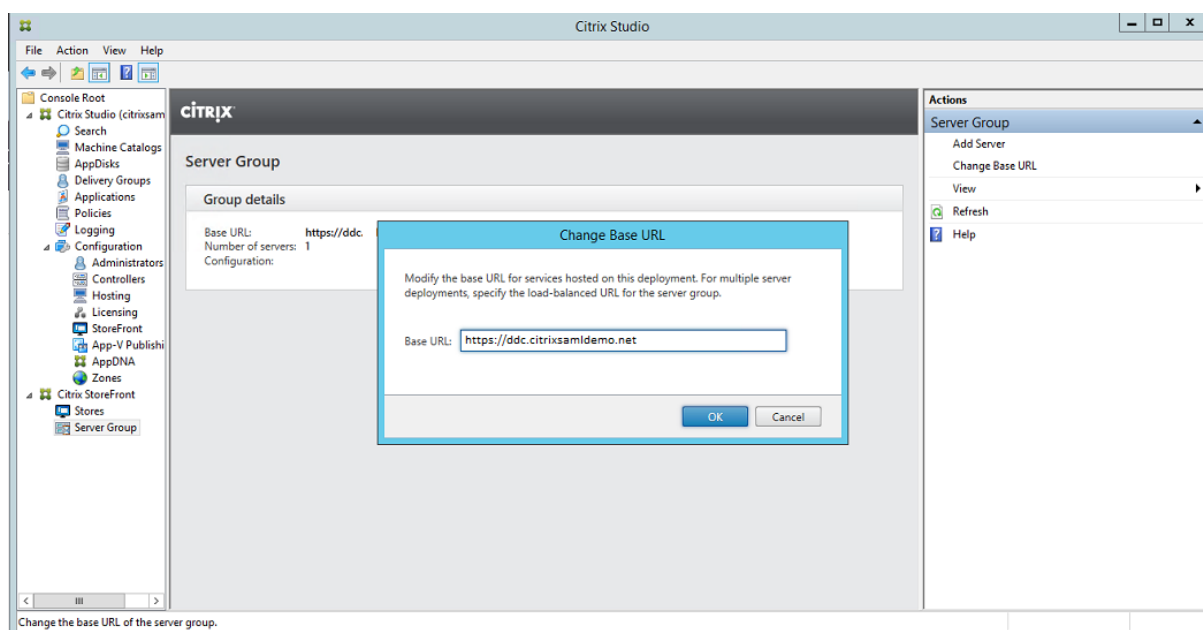 Citrix Studio
File Action View Help
Console Root
Citrix Studio (citrixsam
Search
Machine Catalogs
AppDisks
Delivery Groups
Applications
Policies
Logging
Configuration
Administrators
Controllers
Hosting
Licensing
StoreFront
App-V Publishi
AppDNA
Zones
Citrix StoreFront
Stores
Server Group
CITRIX
Server Group
Group details
Base URL: https://ddc.
Number of servers: 1
Configuration:
Change Base URL
Modify the base URL for services hosted on this deployment. For multiple server
deployments, specify the load-balanced URL for the server group.
Base URL: https://ddc.citrixsamldemo.net
OK Cancel
Actions
Server Group
Add Server
Change Base URL
View
Refresh
Help
Change the base URL of the server group.